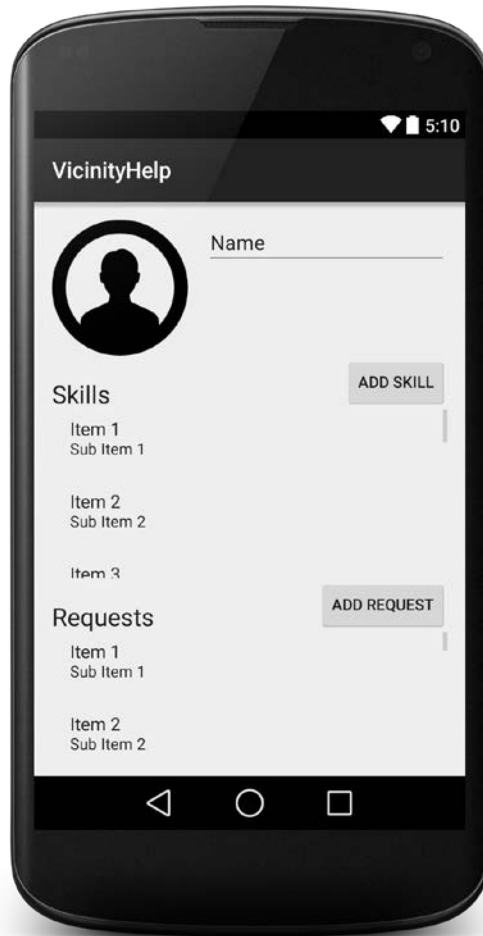 5:10
VicinityHelp
Name
ADD SKILL
Skills
Item 1
Sub Item 1
Item 2
Sub Item 2
Item 3
ADD REQUEST
Requests
Item 1
Sub Item 1
Item 2
Sub Item 2